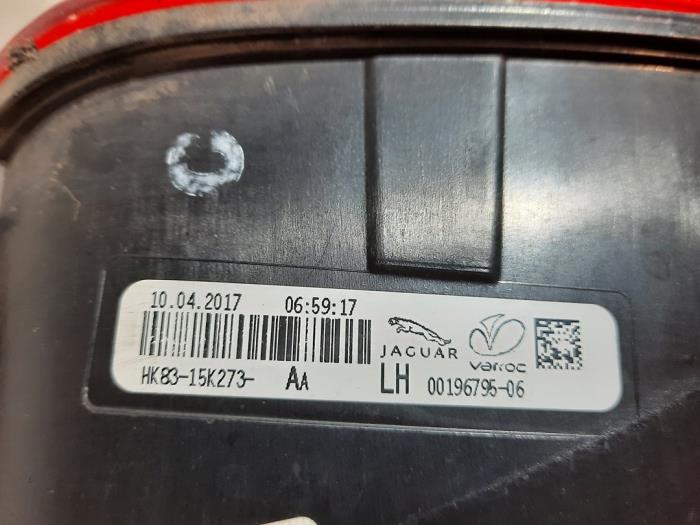 10.04.2017 06:59:17
JAGUAR varroc
HK83-15K273- AA LH 00196795-06